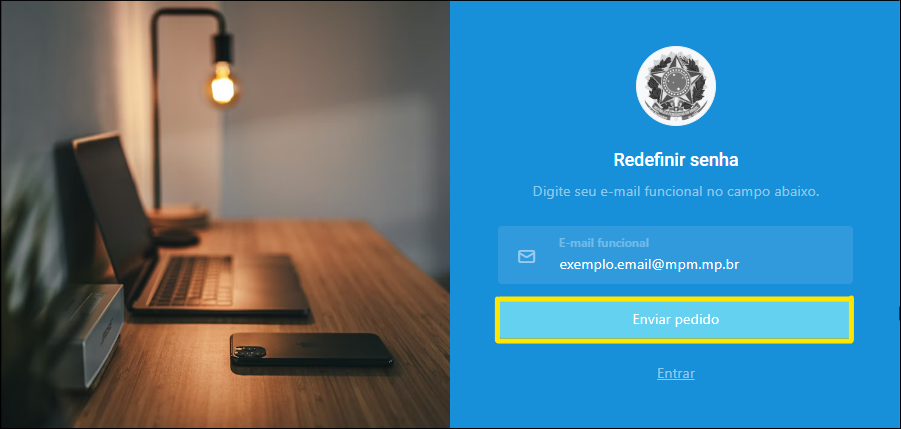 Redefinir senha
Digite seu e-mail funcional no campo abaixo.
E-mail funcional
exemplo.email@mpm.mp.br
Enviar pedido
Entrar